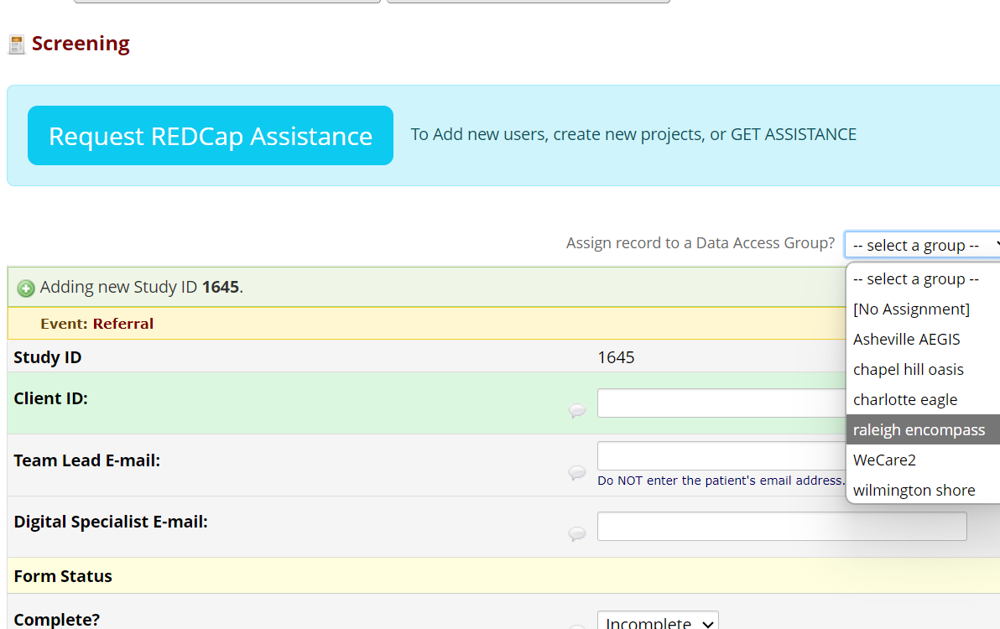 Screening
Request REDCap Assistance
To Add new users, create new projects, or GET ASSISTANCE
Assign record to a Data Access Group?
-- select a group --
-- select a group --
[No Assignment]
Asheville AEGIS
chapel hill oasis
charlotte eagle
raleigh encompass
WeCare2
wilmington shore
Adding new Study ID 1645.
Event: Referral
Study ID
1645
Client ID:
Team Lead E-mail:
Do NOT enter the patient's email address.
Digital Specialist E-mail:
Form Status
Complete?
Incomplete